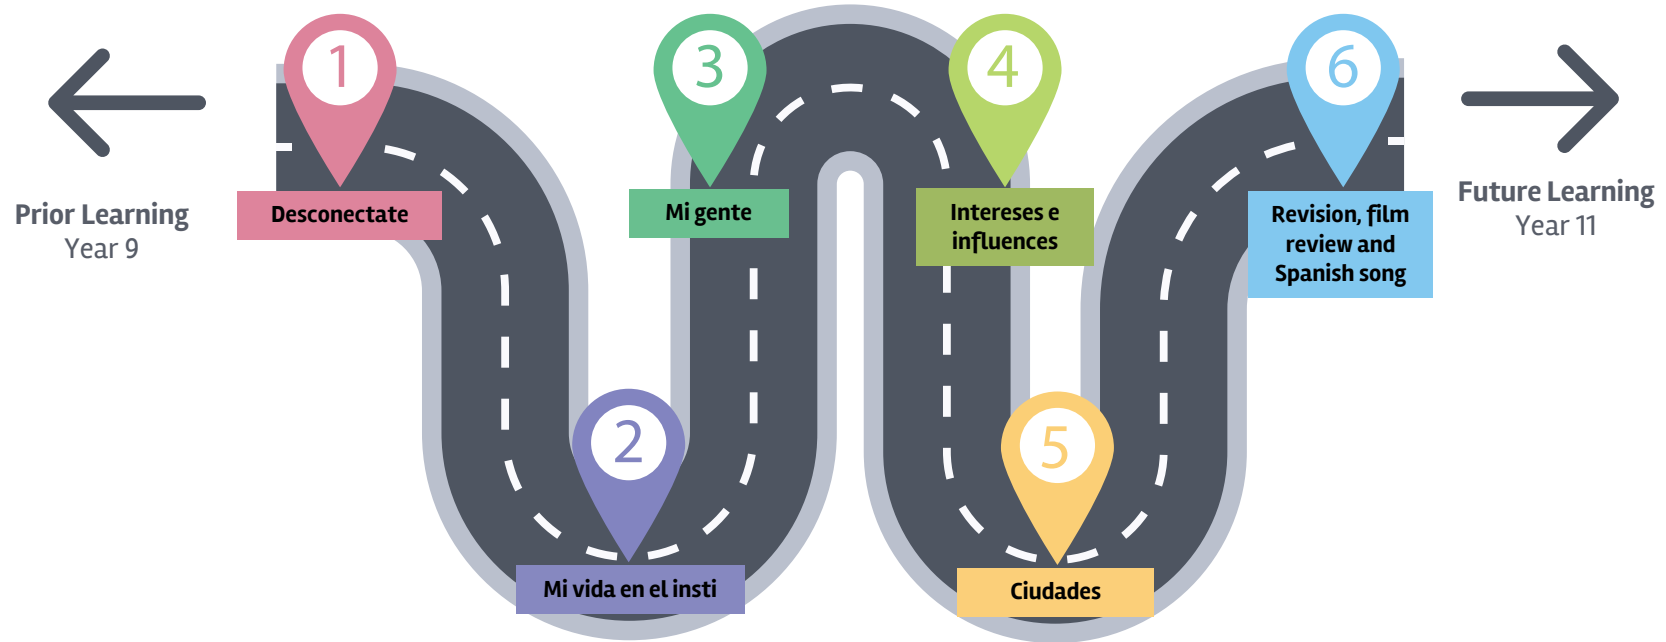 Prior Learning
Year 9
1
Desconectate
2
Mi vida en el insti
3
Mi gente
4
Intereses e
influences
5
Ciudades
6
Revision, film
review and
Spanish song
Future Learning
Year 11